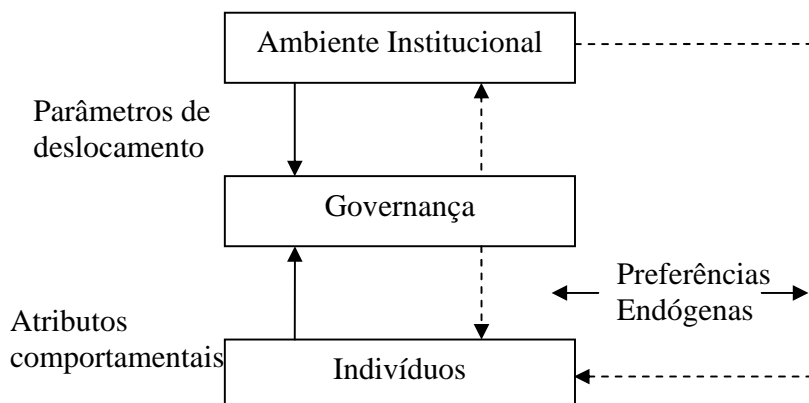 Ambiente Institucional
Parâmetros de
deslocamento
Governança
Preferências
Endógenas
Atributos
comportamentais
Indivíduos